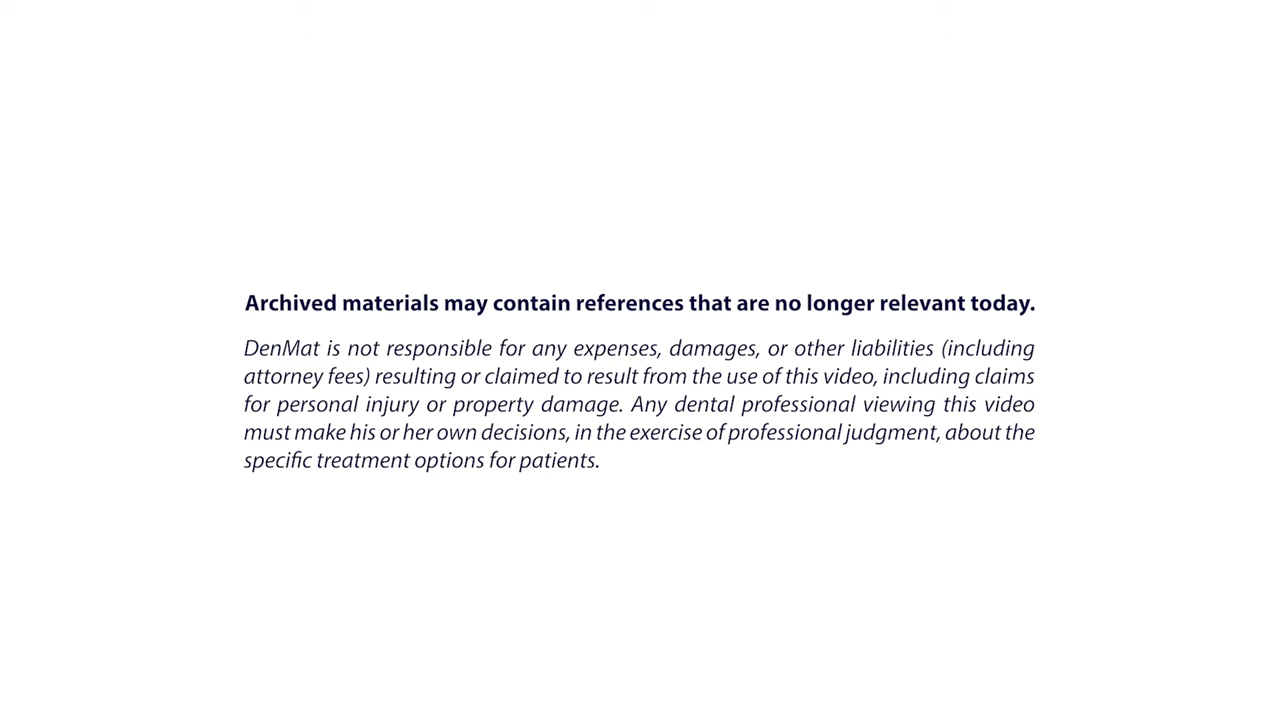 Archived materials may contain references that are no longer relevant today.
DenMat is not responsible for any expenses, damages, or other liabilities (including
attorney fees) resulting or claimed to result from the use of this video, including claims
for personal injury or property damage. Any dental professional viewing this video
must make his or her own decisions, in the exercise of professional judgment, about the
specific treatment options for patients.